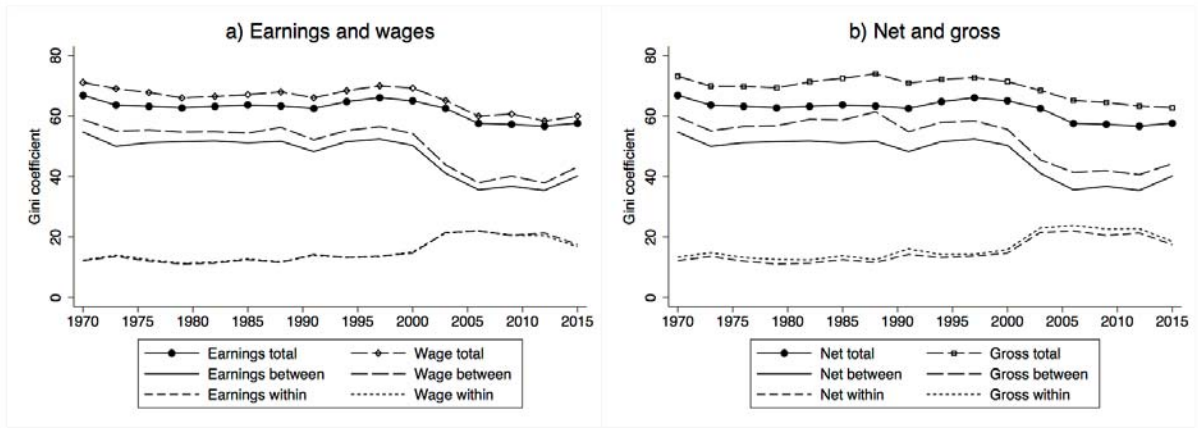 a) Earnings and wages
Gini coefficient
80
60
40
20
0
1970 1975 1980 1985 1990 1995 2000 2005 2010 2015
Earnings total Wage total
Earnings between Wage between
Earnings within Wage within
b) Net and gross
Gini coefficient
80
60
40
20
0
1970 1975 1980 1985 1990 1995 2000 2005 2010 2015
Net total Gross total
Net between Gross between
Net within Gross within